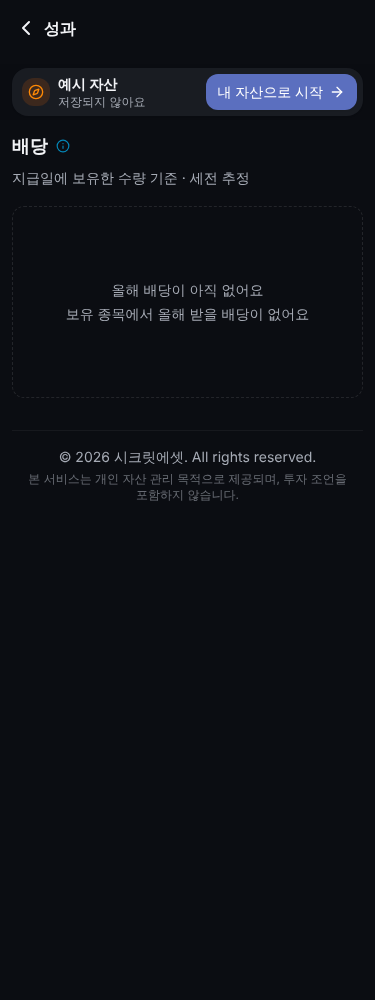 성과
예시 자산
저장되지 않아요
내 자산으로 시작
배당
지급일에 보유한 수량 기준 · 세전 추정
올해 배당이 아직 없어요
보유 종목에서 올해 받을 배당이 없어요
© 2026 시크릿에셋. All rights reserved.
본 서비스는 개인 자산 관리 목적으로 제공되며, 투자 조언을
포함하지 않습니다.